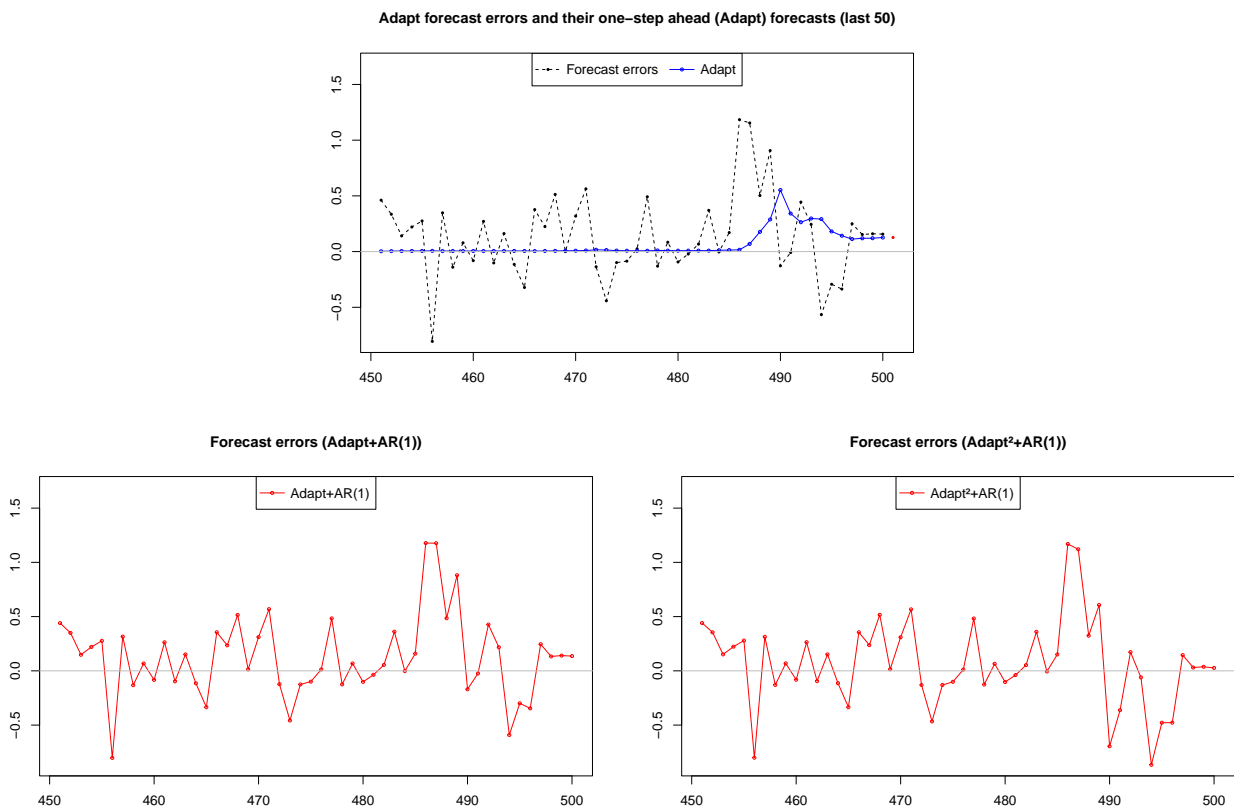 Adapt forecast errors and their one−step ahead (Adapt) forecasts (last 50)
Forecast errors Adapt
1.5
1.0
0.5
0.0
−0.5
450 460 470 480 490 500
Forecast errors (Adapt+AR(1))
Adapt+AR(1)
1.5
1.0
0.5
0.0
−0.5
450 460 470 480 490 500
Forecast errors (Adapt²+AR(1))
Adapt²+AR(1)
1.5
1.0
0.5
0.0
−0.5
450 460 470 480 490 500